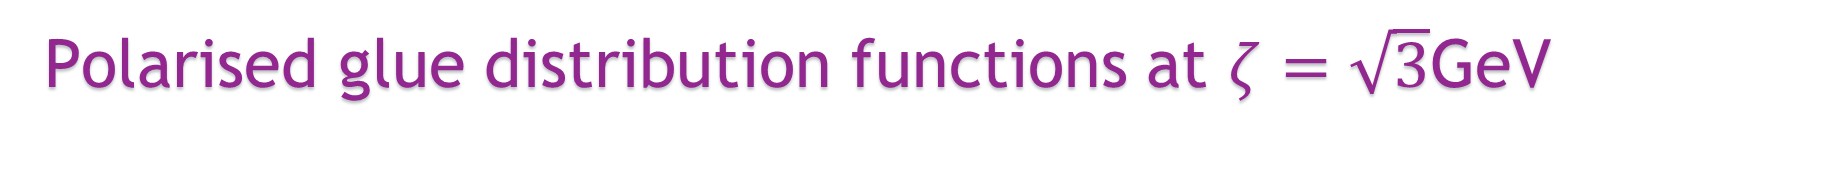 Polarised glue distribution functions at ζ = √3GeV